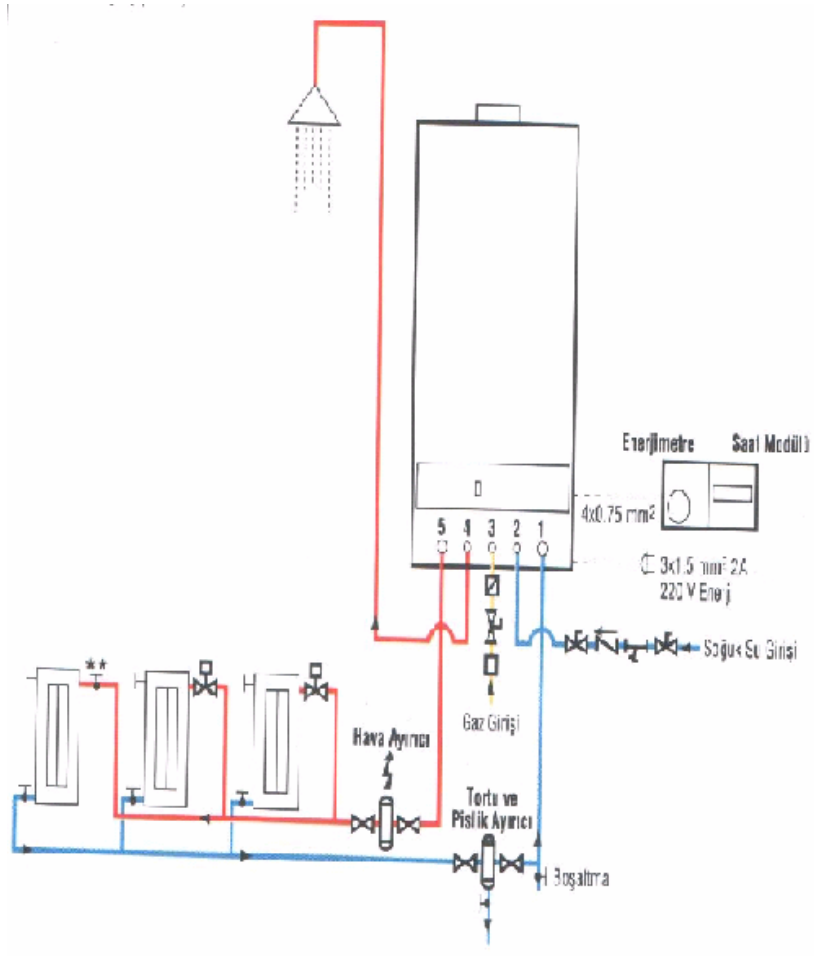 Enerjimetre Saat Modülü
5 4 3 2 1
4x0.75 mm²
3x1.5 mm² 2A
220 V Enerji
Soğuk Su Girişi
**
Gaz Girişi
Hava Ayırıcı
Tortu ve
Pislik Ayırıcı
Boşaltma